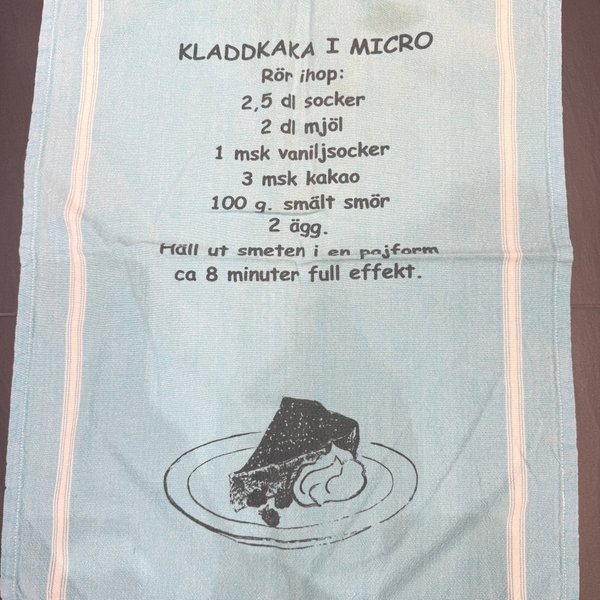 KLADDKAKA I MICRO
Rör ihop:
2,5 dl socker
2 dl mjöl
1 msk vaniljsocker
3 msk kakao
100 g. smält smör
2 ägg.
Häll ut smeten i en pajform
ca 8 minuter full effekt.